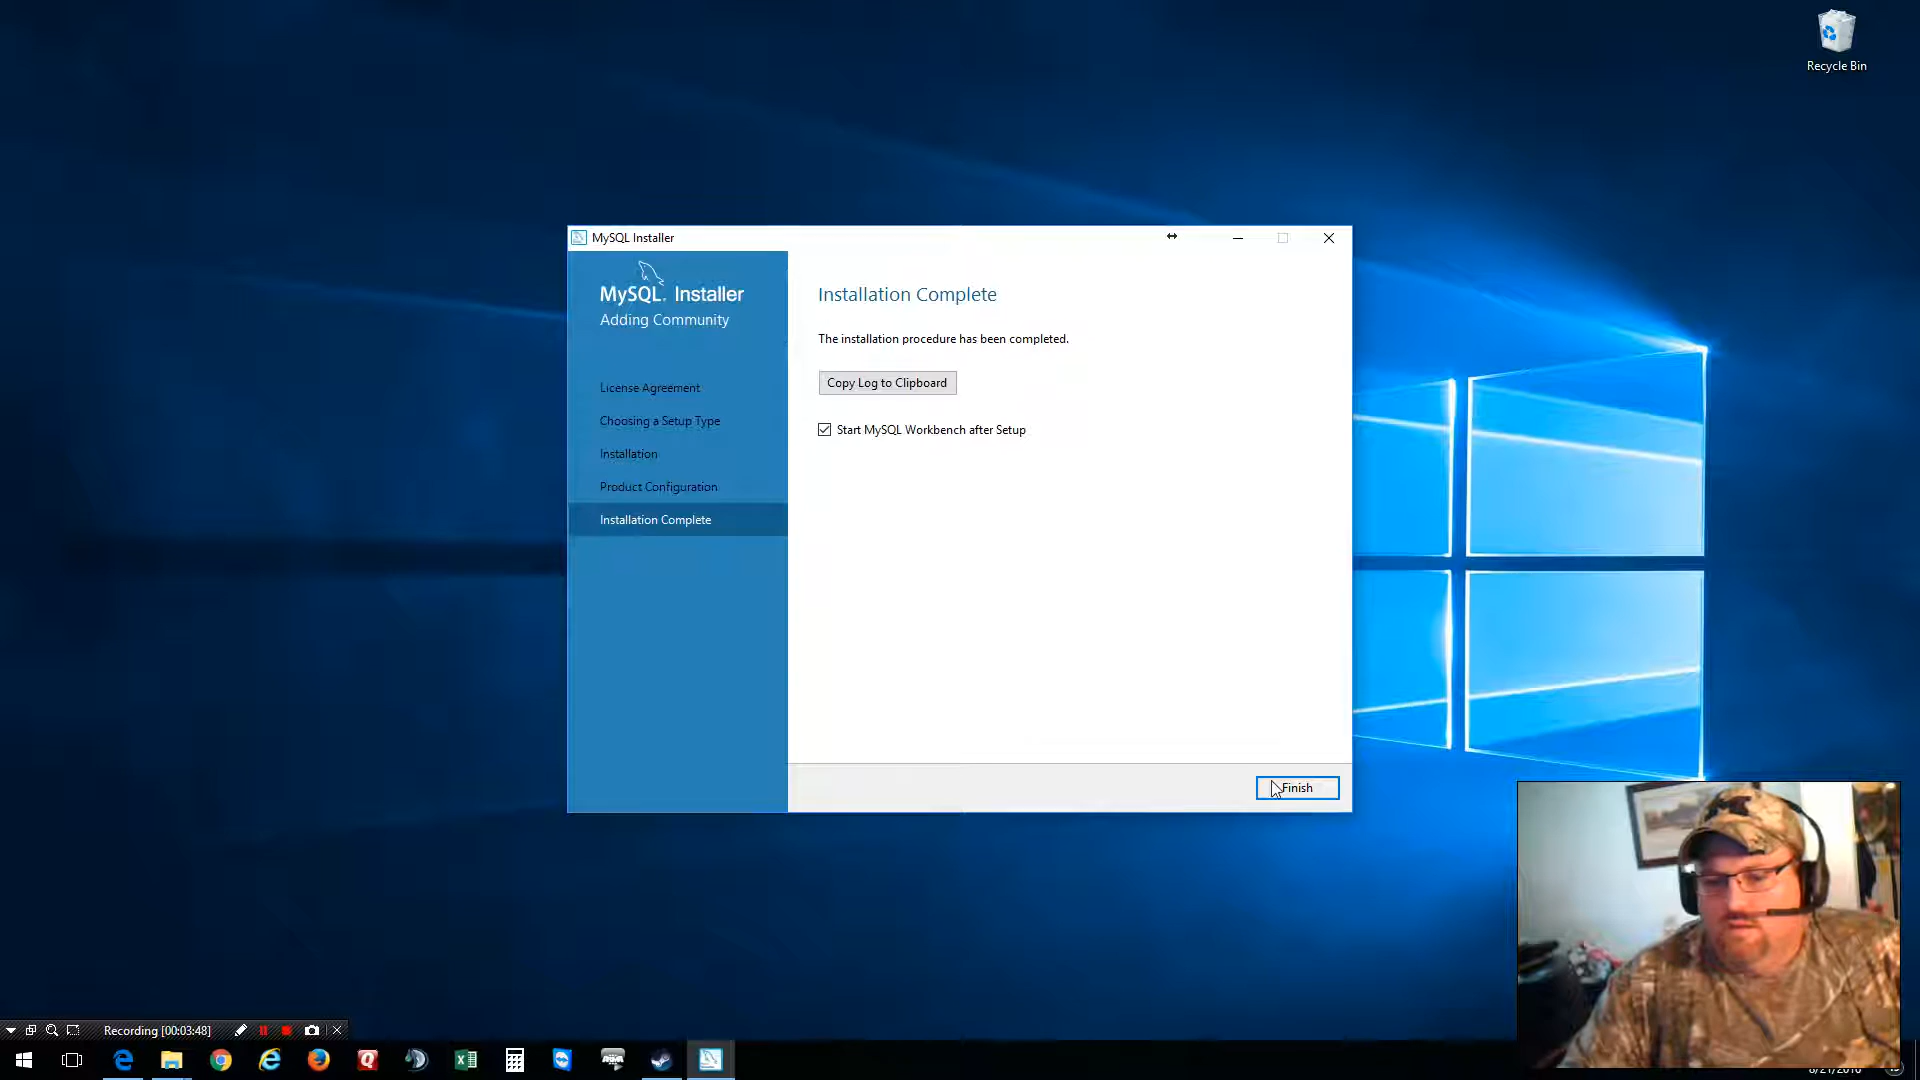 Recycle Bin
MySQL Installer
MySQL. Installer
Adding Community
License Agreement
Choosing a Setup Type
Installation
Product Configuration
Installation Complete
Installation Complete
The installation procedure has been completed.
Copy Log to Clipboard
Start MySQL Workbench after Setup
Finish
Recording [00:03:48]